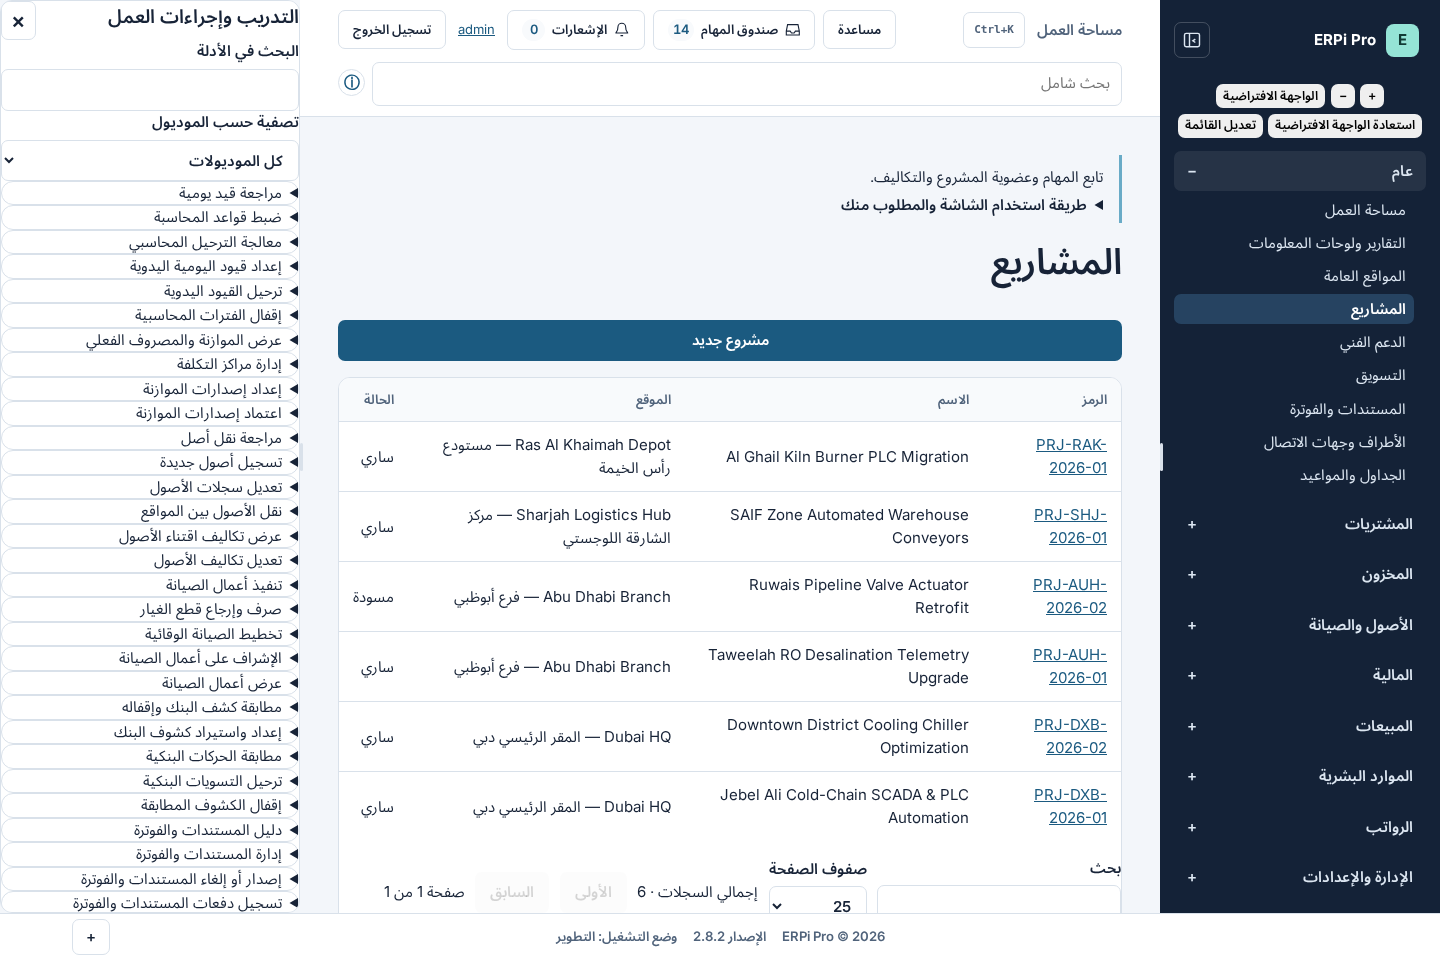 E
ERPi Pro
+
−
الواجهة الافتراضية
استعادة الواجهة الافتراضية
تعديل القائمة
عام −
مساحة العمل
التقارير ولوحات المعلومات
المواقع العامة
المشاريع
الدعم الفني
التسويق
المستندات والفوترة
الأطراف وجهات الاتصال
الجداول والمواعيد
المشتريات +
المخزون +
الأصول والصيانة +
المالية +
المبيعات +
الموارد البشرية +
الرواتب +
الإدارة والإعدادات +
مساحة العمل
Ctrl+K
مساعدة
صندوق المهام 14
الإشعارات 0
admin
تسجيل الخروج
بحث شامل
تابع المهام وعضوية المشروع والتكاليف.
طريقة استخدام الشاشة والمطلوب منك
المشاريع
مشروع جديد
الرمز الاسم الموقع الحالة
PRJ-RAK-
2026-01
Al Ghail Kiln Burner PLC Migration
Ras Al Khaimah Depot — مستودع
رأس الخيمة
ساري
PRJ-SHJ-
2026-01
SAIF Zone Automated Warehouse
Conveyors
Sharjah Logistics Hub — مركز
الشارقة اللوجستي
ساري
PRJ-AUH-
2026-02
Ruwais Pipeline Valve Actuator
Retrofit
Abu Dhabi Branch — فرع أبوظبي
مسودة
PRJ-AUH-
2026-01
Taweelah RO Desalination Telemetry
Upgrade
Abu Dhabi Branch — فرع أبوظبي
ساري
PRJ-DXB-
2026-02
Downtown District Cooling Chiller
Optimization
Dubai HQ — المقر الرئيسي دبي
ساري
PRJ-DXB-
2026-01
Jebel Ali Cold-Chain SCADA & PLC
Automation
Dubai HQ — المقر الرئيسي دبي
ساري
بحث
صفوف الصفحة
25
إجمالي السجلات · 6
الأولى
السابق
صفحة 1 من 1
التدريب وإجراءات العمل
×
البحث في الأدلة
تصفية حسب الموديول
كل الموديولات
مراجعة قيد يومية
ضبط قواعد المحاسبة
معالجة الترحيل المحاسبي
إعداد قيود اليومية اليدوية
ترحيل القيود اليدوية
إقفال الفترات المحاسبية
عرض الموازنة والمصروف الفعلي
إدارة مراكز التكلفة
إعداد إصدارات الموازنة
اعتماد إصدارات الموازنة
مراجعة نقل أصل
تسجيل أصول جديدة
تعديل سجلات الأصول
نقل الأصول بين المواقع
عرض تكاليف اقتناء الأصول
تعديل تكاليف الأصول
تنفيذ أعمال الصيانة
صرف وإرجاع قطع الغيار
تخطيط الصيانة الوقائية
الإشراف على أعمال الصيانة
عرض أعمال الصيانة
مطابقة كشف البنك وإقفاله
إعداد واستيراد كشوف البنك
مطابقة الحركات البنكية
ترحيل التسويات البنكية
إقفال الكشوف المطابقة
دليل المستندات والفوترة
إدارة المستندات والفوترة
إصدار أو إلغاء المستندات والفوترة
تسجيل دفعات المستندات والفوترة
ERPi Pro © 2026
الإصدار 2.8.2
وضع التشغيل: التطوير
+